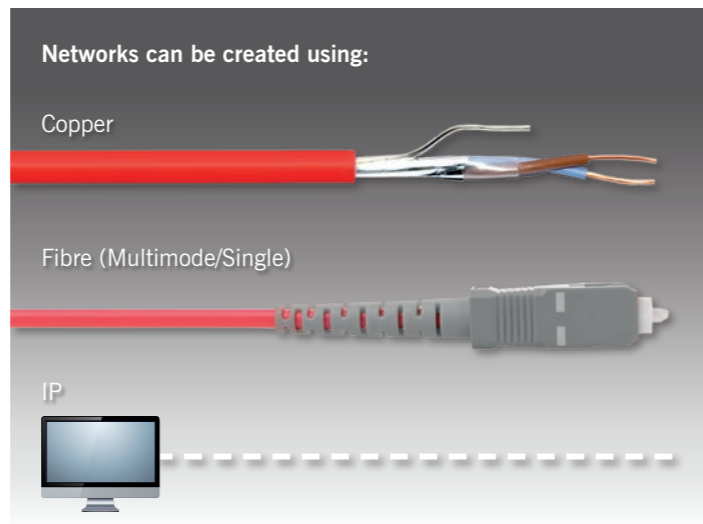 Networks can be created using:
Copper
Fibre (Multimode/Single)
IP